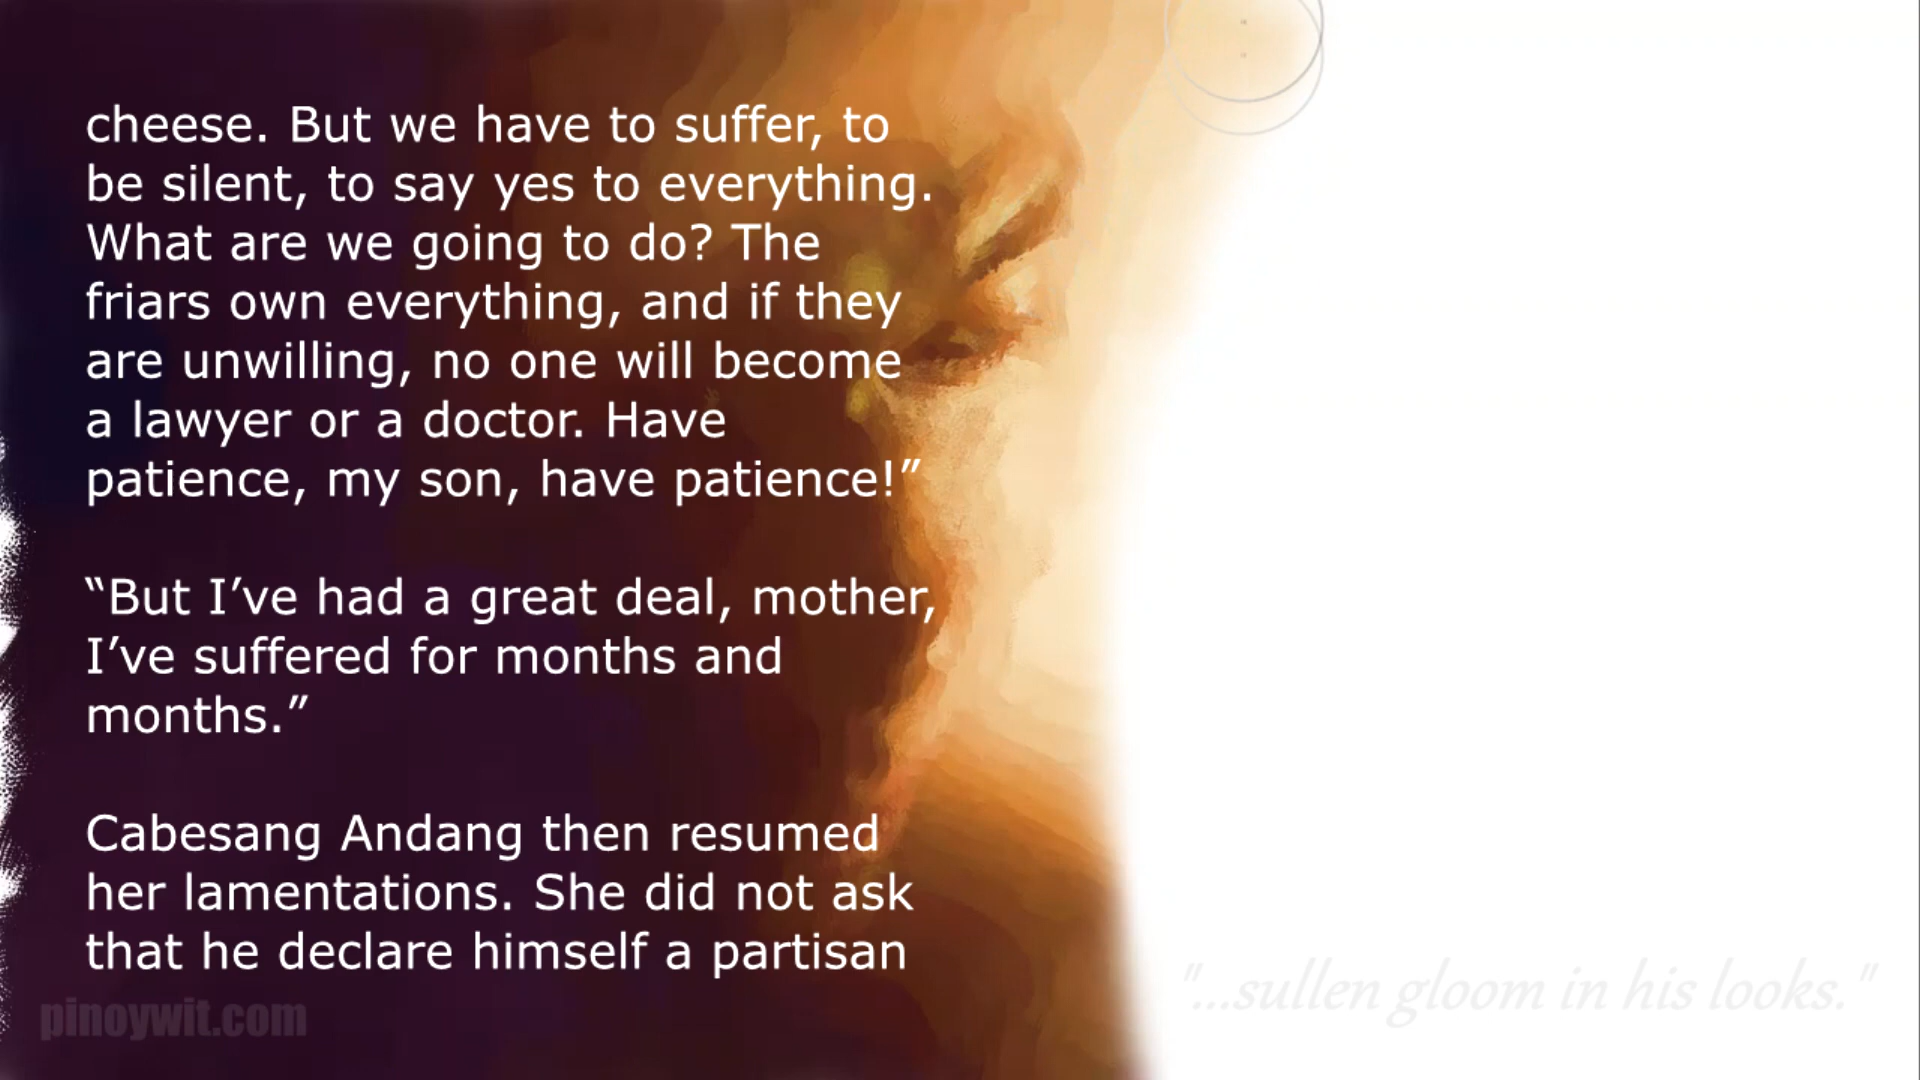 cheese. But we have to suffer, to
be silent, to say yes to everything.
What are we going to do? The
friars own everything, and if they
are unwilling, no one will become
a lawyer or a doctor. Have
patience, my son, have patience!”
“But I’ve had a great deal, mother,
I’ve suffered for months and
months.”
Cabesang Andang then resumed
her lamentations. She did not ask
that he declare himself a partisan
pinoywit.com
"...sullen gloom in his looks."